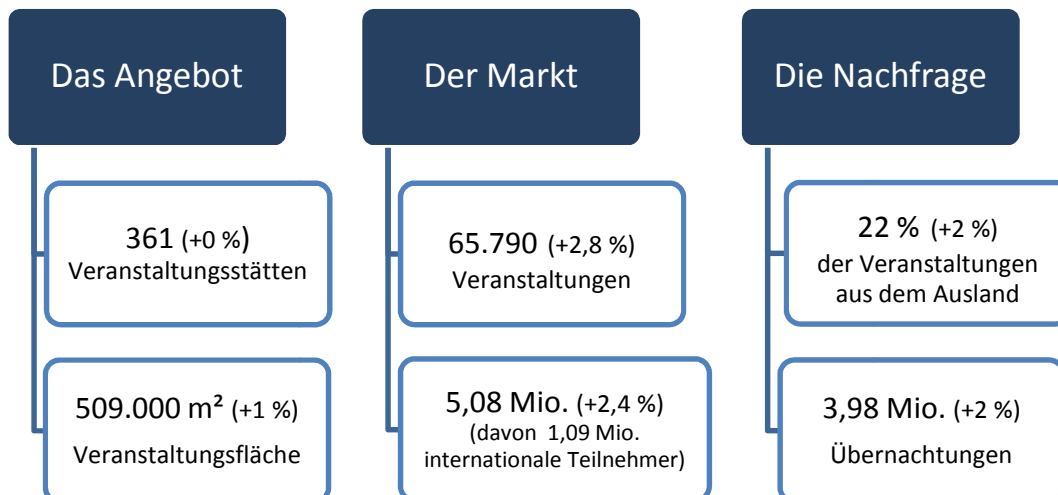 Das Angebot
361 (+0 %)
Veranstaltungsstätten
509.000 m² (+1 %)
Veranstaltungsfläche
Der Markt
65.790 (+2,8 %)
Veranstaltungen
5,08 Mio. (+2,4 %)
(davon 1,09 Mio.
internationale Teilnehmer)
Die Nachfrage
22 % (+2 %)
der Veranstaltungen
aus dem Ausland
3,98 Mio. (+2 %)
Übernachtungen